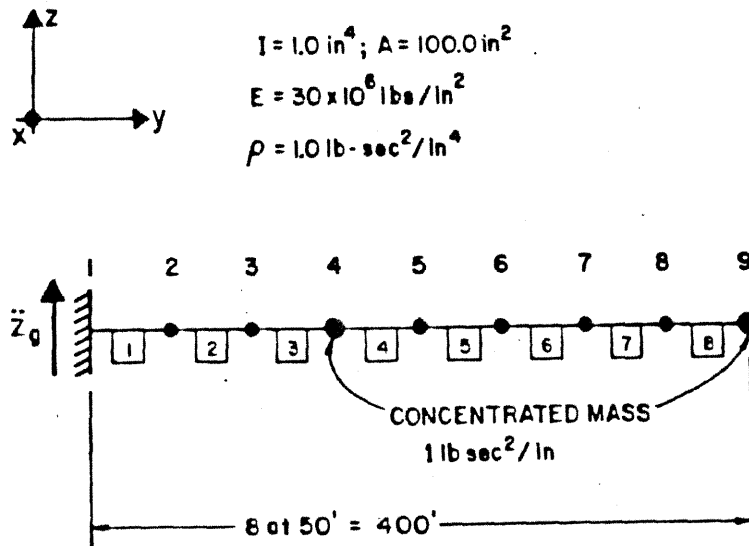 z
x
y
I = 1.0 in⁴; A = 100.0 in²
E = 30 x 10⁶ lbs/in²
ρ = 1.0 lb-sec²/in⁴
1 2 3 4 5 6 7 8 9
z̈g
1 2 3 4 5 6 7 8
CONCENTRATED MASS
1 lb sec²/in
8 at 50' = 400'